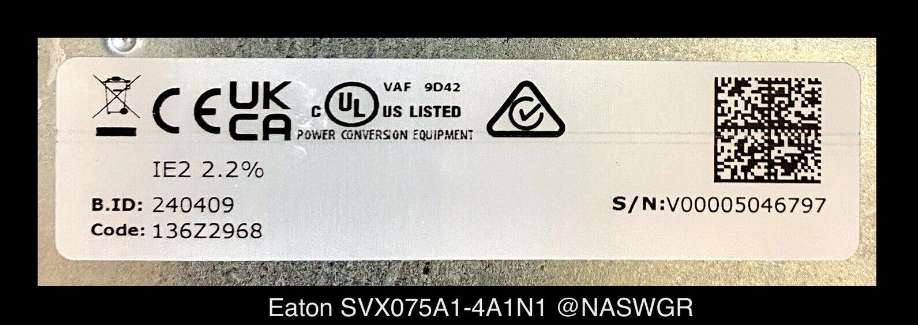 CE UK CA C UL US LISTED VAF 9D42
POWER CONVERSION EQUIPMENT
IE2 2.2%
B.ID: 240409
Code: 136Z2968
S/N:V00005046797
Eaton SVX075A1-4A1N1 @NASWGR